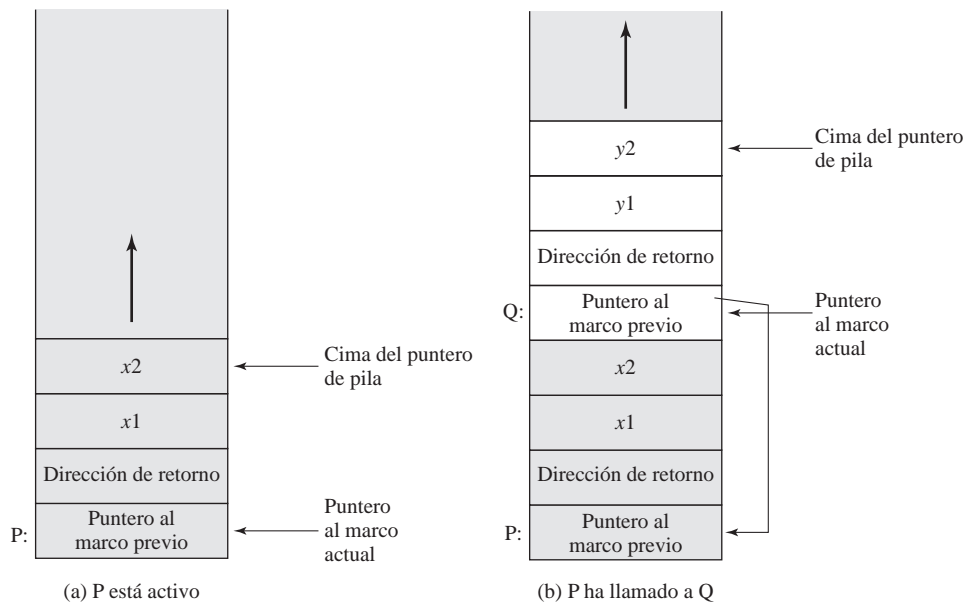 x2
x1
Dirección de retorno
P:
Puntero al
marco previo
Cima del puntero
de pila
Puntero
al marco
actual
(a) P está activo
y2
y1
Dirección de retorno
Q:
Puntero al
marco previo
x2
x1
Dirección de retorno
P:
Puntero al
marco previo
Cima del puntero
de pila
Puntero
al marco
actual
(b) P ha llamado a Q